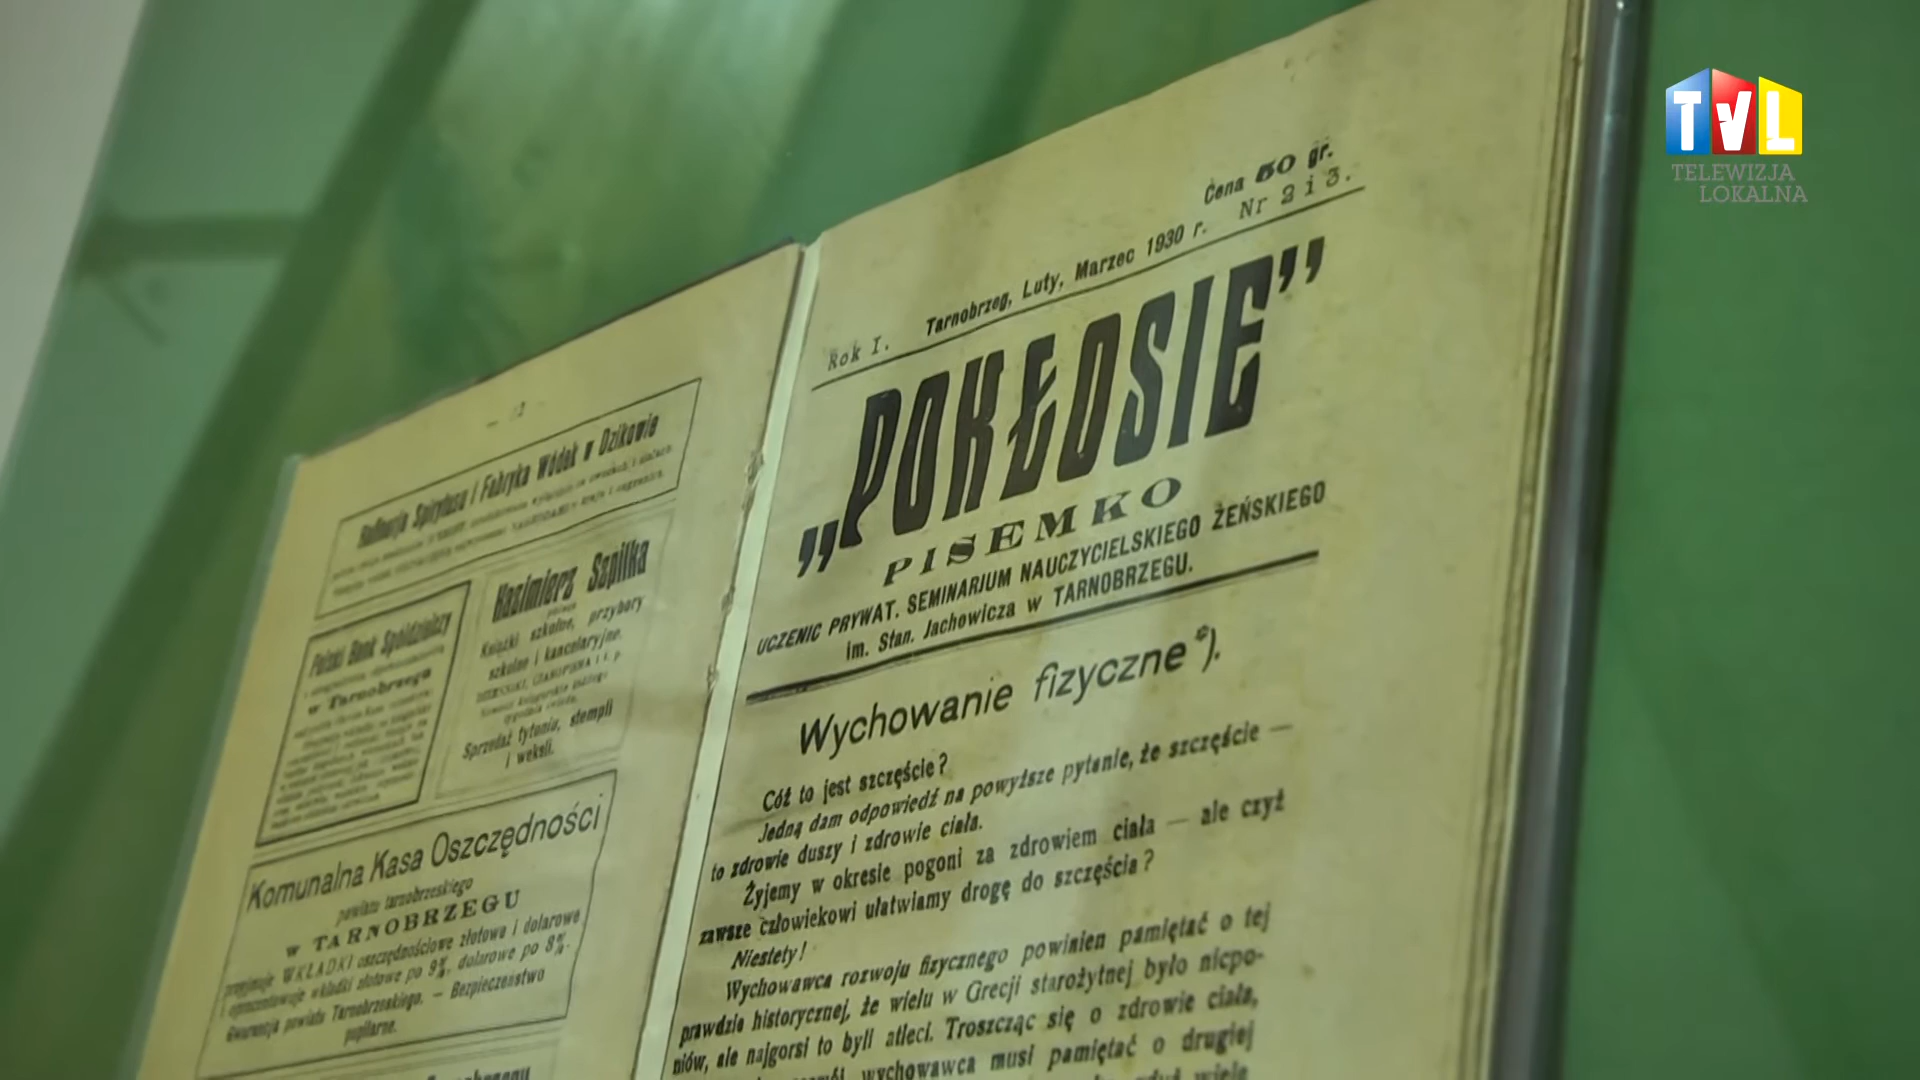 TVL
TELEWIZJA
LOKALNA
Rafinerja Spirytusu i Fabryka Wódek w Dzikowie
Polski Bank Spółdzielczy
w Tarnobrzegu
Kazimierz Szpilka
Książki szkolne, przybory
szkolne i kancelaryjne.
Sprzedaż tytoniu, stempli
i weksli.
Komunalna Kasa Oszczędności
powiatu tarnobrzeskiego
w TARNOBRZEGU
przyjmuje WKŁADKI oszczędnościowe złotowe i dolarowe
i oprocentowuje wkładki złotowe po 9%, dolarowe po 8%.
Gwarancja powiatu Tarnobrzeskiego. — Bezpieczeństwo
pupilarne.
Cena 50 gr.
Rok I. Tarnobrzeg, Luty, Marzec 1930 r. Nr 2 i 3.
„POKŁOSIE”
PISEMKO
UCZENIC PRYWAT. SEMINARJUM NAUCZYCIELSKIEGO ŻEŃSKIEGO
im. Stan. Jachowicza w TARNOBRZEGU.
Wychowanie fizyczne*).
Cóż to jest szczęście?
Jedną dam odpowiedź na powyższe pytanie, że szczęście —
to zdrowie duszy i zdrowie ciała.
Żyjemy w okresie pogoni za zdrowiem ciała — ale czyż
zawsze człowiekowi ułatwiamy drogę do szczęścia?
Niestety!
Wychowawca rozwoju fizycznego powinien pamiętać o tej
prawdzie historycznej, że wielu w Grecji starożytnej było nicpo-
niów, ale najgorsi to byli atleci. Troszcząc się o zdrowie ciała,
wychowawca musi pamiętać o drugiej
gdyż wiele